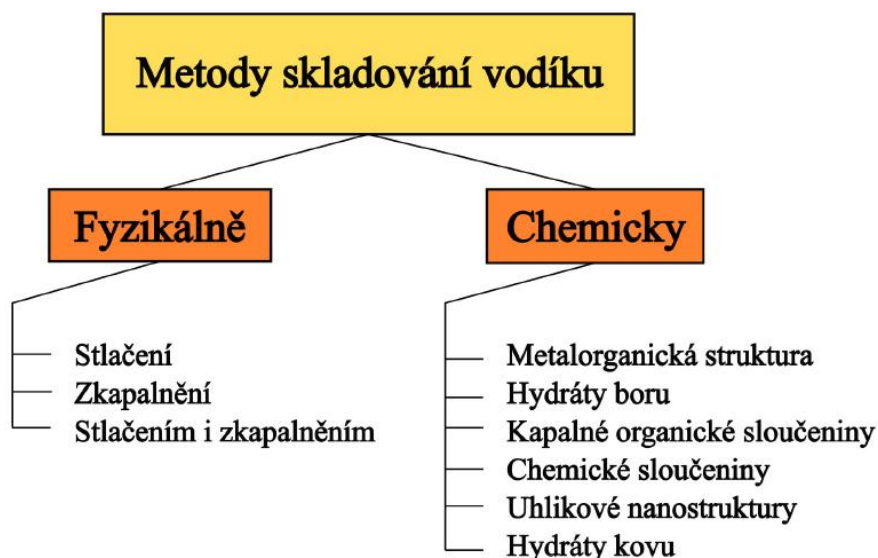 Metody skladování vodíku
Fyzikálně
Chemicky
Stlačení
Zkapalnění
Stlačením i zkapalněním
Metalorganická struktura
Hydráty boru
Kapalné organické sloučeniny
Chemické sloučeniny
Uhlikové nanostruktury
Hydráty kovu